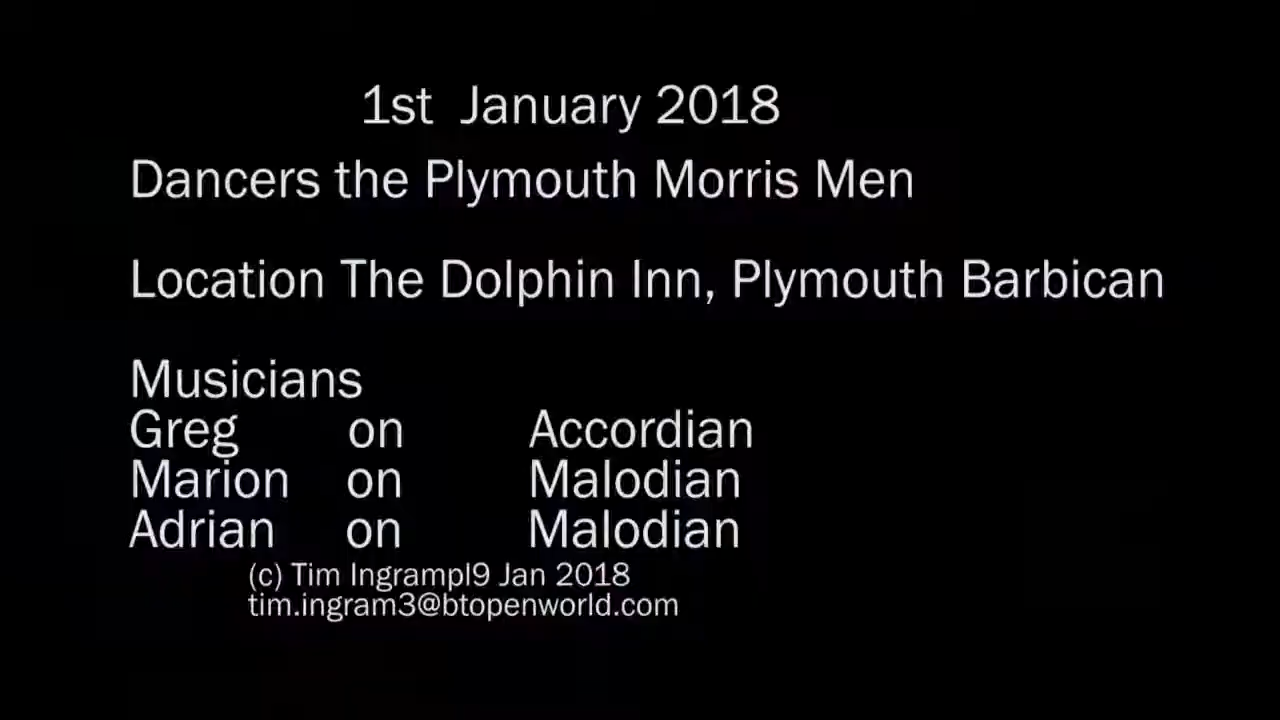 1st January 2018
Dancers the Plymouth Morris Men
Location The Dolphin Inn, Plymouth Barbican
Musicians
Greg on Accordian
Marion on Malodian
Adrian on Malodian
(c) Tim Ingrampl9 Jan 2018
tim.ingram3@btopenworld.com